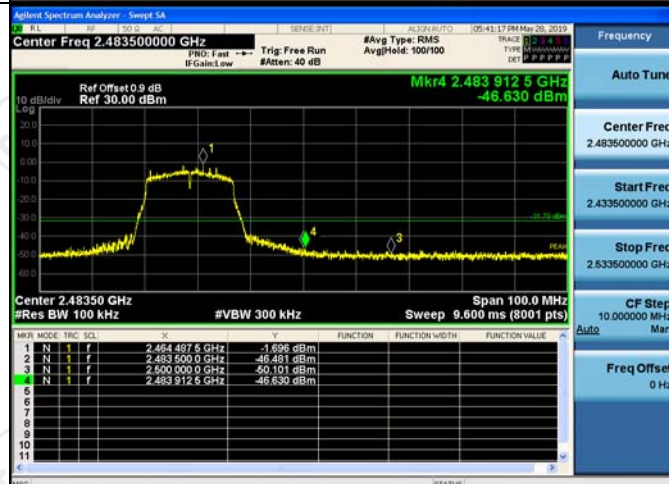 Agilent Spectrum Analyzer - Swept SA
RL RF 50 Ω AC SENSE:INT ALIGN AUTO 05:41:17 PM May 28, 2019
Center Freq 2.483500000 GHz
PNO: Fast
IFGain:Low
Trig: Free Run
#Atten: 40 dB
#Avg Type: RMS
Avg|Hold: 100/100
TRACE 1 2 3 4 5 6
TYPE M
DET P P P P P P
Ref Offset 0.9 dB
Ref 30.00 dBm
10 dB/div
Log
Mkr4 2.483 912 5 GHz
-46.630 dBm
20.0
10.0
0.00
-10.0
-20.0
-30.0
-40.0
-50.0
-60.0
1
4
3
-31.70 dBm
PEAK
Center 2.48350 GHz
#Res BW 100 kHz
#VBW 300 kHz
Span 100.0 MHz
Sweep 9.600 ms (8001 pts)
MKR MODE TRC SCL X Y FUNCTION FUNCTION WIDTH FUNCTION VALUE
1 N 1 f 2.464 487 5 GHz -1.696 dBm
2 N 1 f 2.483 500 0 GHz -46.481 dBm
3 N 1 f 2.500 000 0 GHz -50.101 dBm
4 N 1 f 2.483 912 5 GHz -46.630 dBm
5
6
7
8
9
10
11
MSG
STATUS
Frequency
Auto Tune
Center Freq
2.483500000 GHz
Start Freq
2.433500000 GHz
Stop Freq
2.533500000 GHz
CF Step
10.000000 MHz
Auto Man
Freq Offset
0 Hz